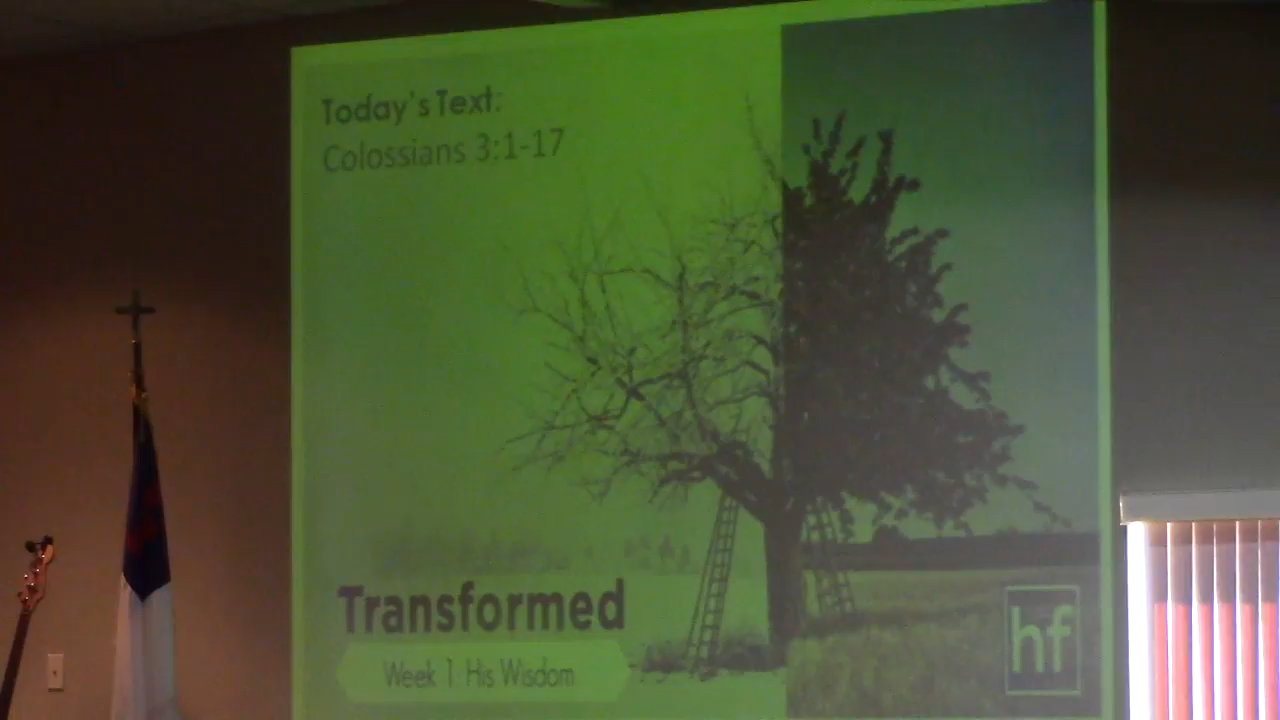 Today's Text:
Colossians 3:1-17
Transformed
Week 1: His Wisdom
hf